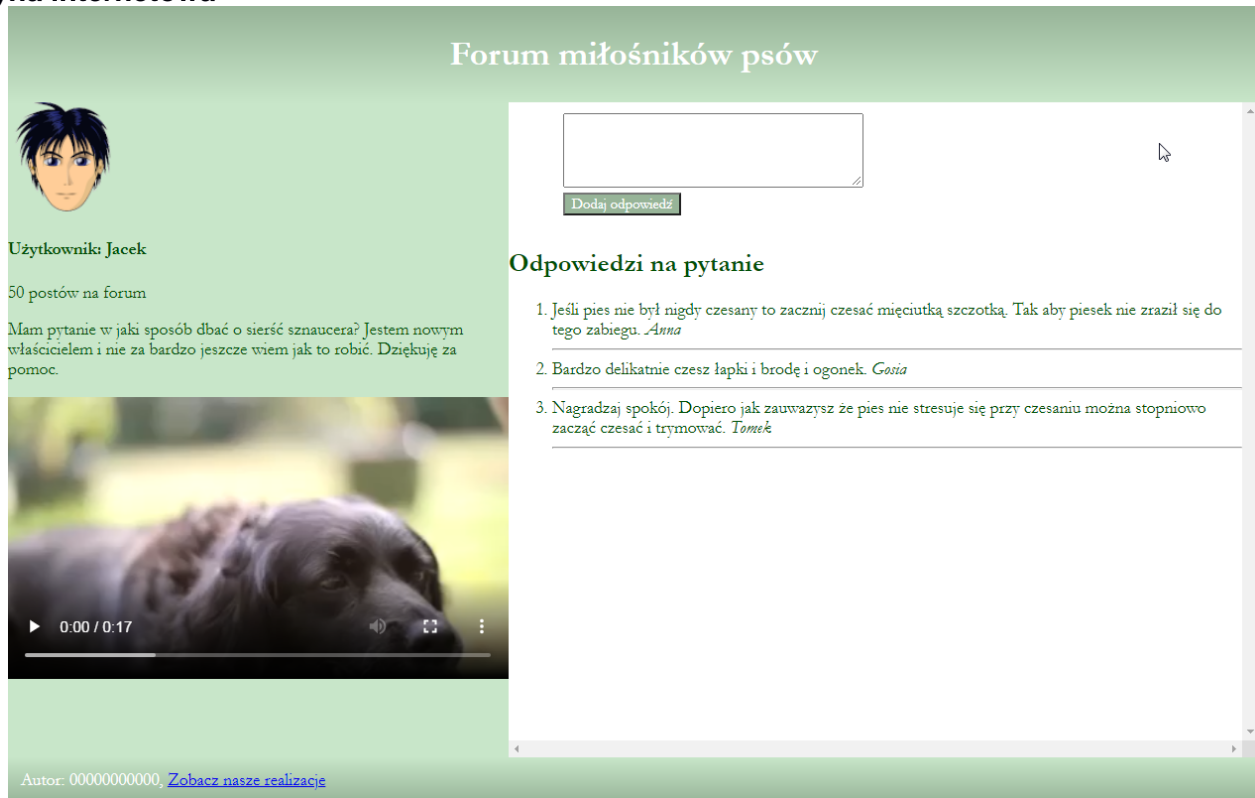 Forum miłośników psów
Użytkownik: Jacek
50 postów na forum
Mam pytanie w jaki sposób dbać o sierść sznaucera? Jestem nowym
właścicielem i nie za bardzo jeszcze wiem jak to robić. Dziękuję za
pomoc.
0:00 / 0:17
Dodaj odpowiedź
Odpowiedzi na pytanie
1. Jeśli pies nie był nigdy czesany to zacznij czesać mięciutką szczotką. Tak aby piesek nie zraził się do
tego zabiegu. Anna
2. Bardzo delikatnie czesz łapki i brodę i ogonek. Gosia
3. Nagradzaj spokój. Dopiero jak zauwazysz że pies nie stresuje się przy czesaniu można stopniowo
zacząć czesać i trymować. Tomek
Autor: 00000000000, Zobacz nasze realizacje